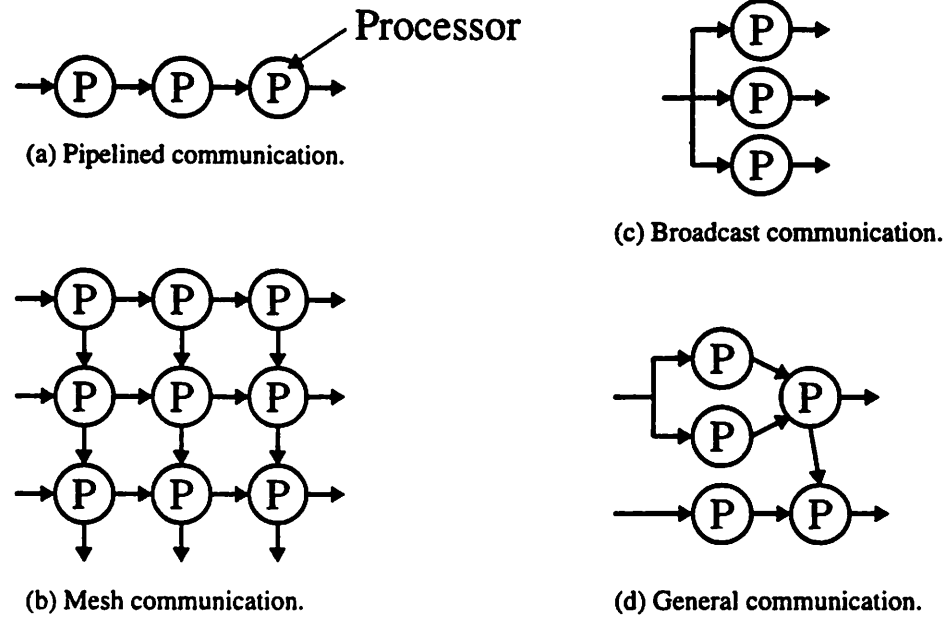 Processor
P P P
(a) Pipelined communication.
P
P
P
(c) Broadcast communication.
P P P
P P P
P P P
(b) Mesh communication.
P
P
P
P P
(d) General communication.